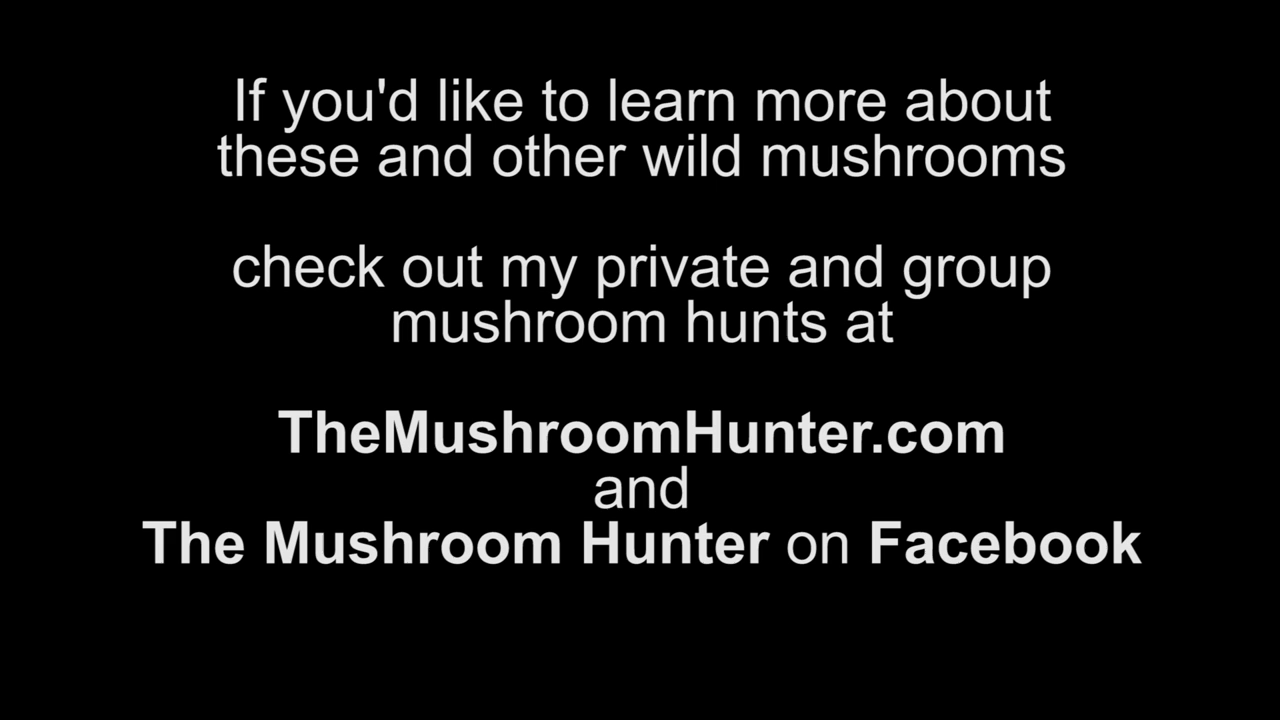 If you'd like to learn more about
these and other wild mushrooms
check out my private and group
mushroom hunts at
TheMushroomHunter.com
and
The Mushroom Hunter on Facebook